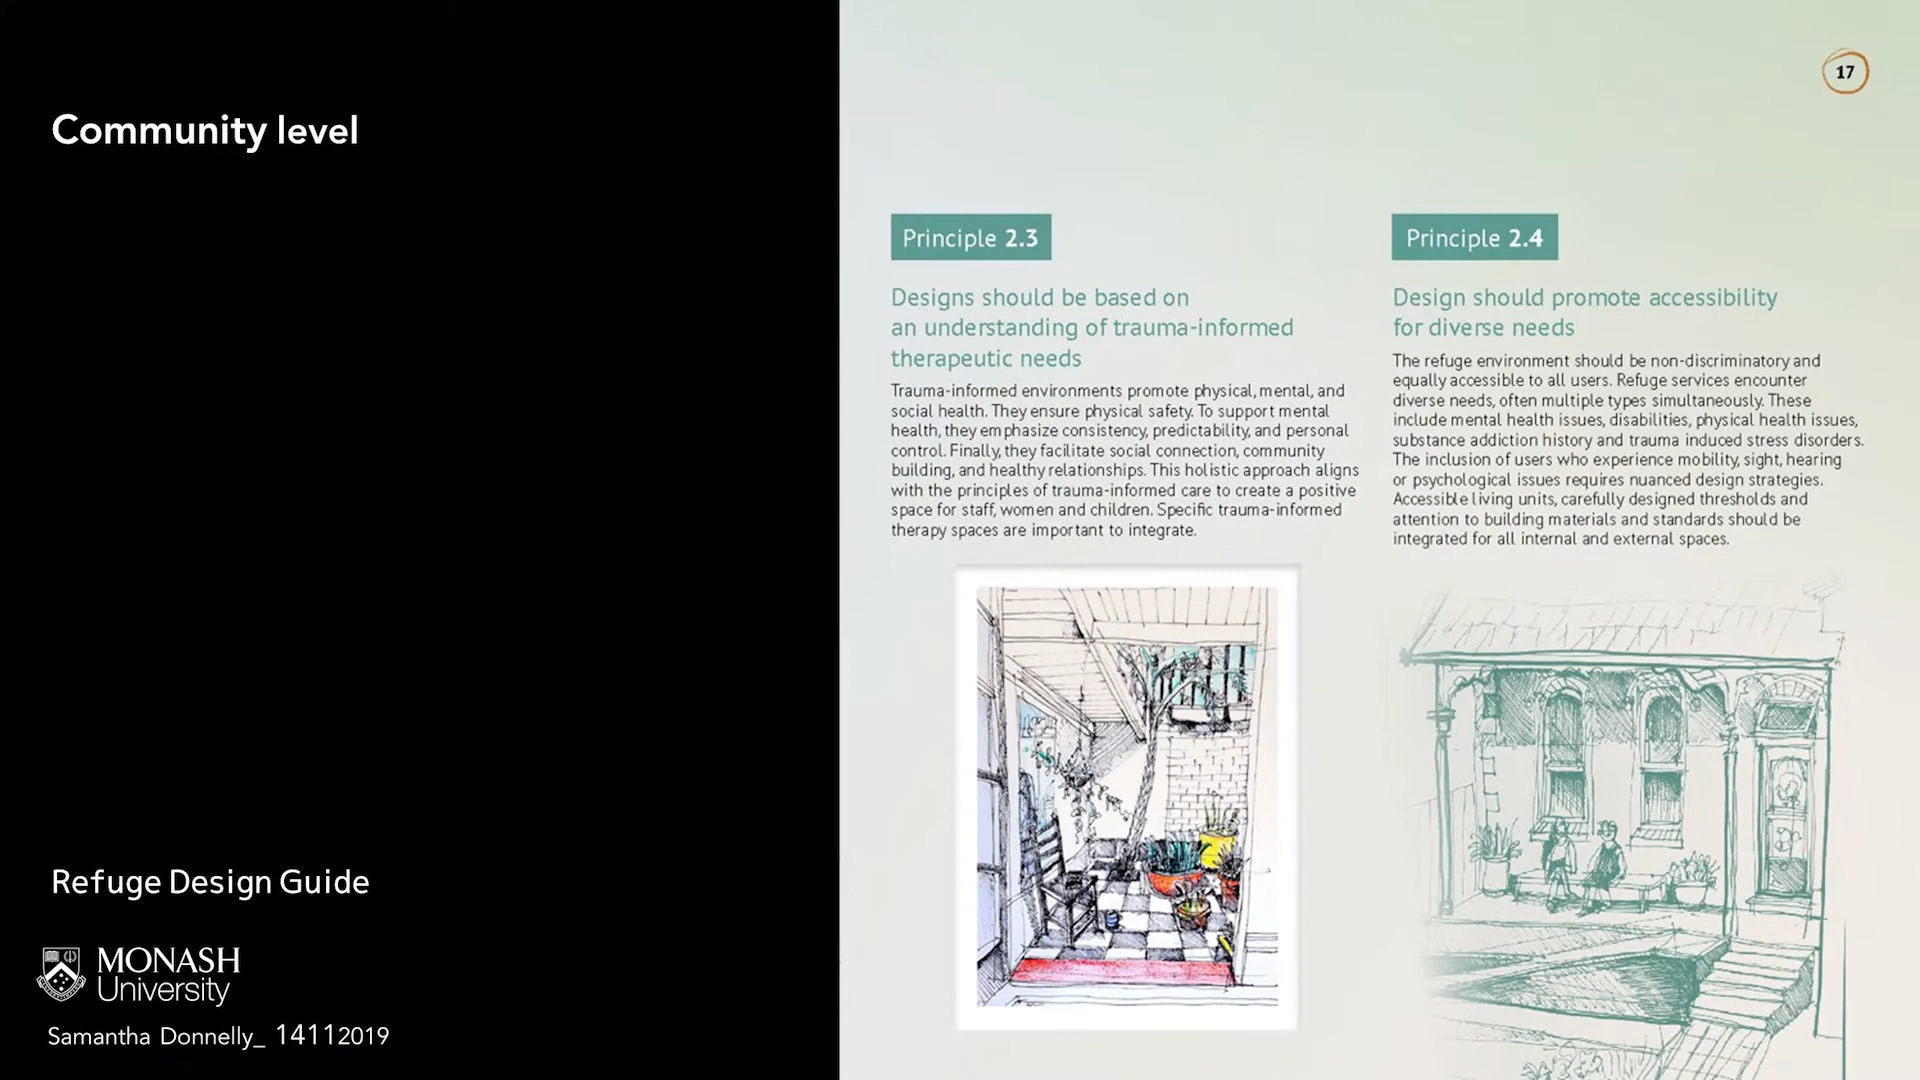 Community level
Refuge Design Guide
MONASH
University
Samantha Donnelly_ 14112019
17
Principle 2.3
Designs should be based on
an understanding of trauma-informed
therapeutic needs
Trauma-informed environments promote physical, mental, and
social health. They ensure physical safety. To support mental
health, they emphasize consistency, predictability, and personal
control. Finally, they facilitate social connection, community
building, and healthy relationships. This holistic approach aligns
with the principles of trauma-informed care to create a positive
space for staff, women and children. Specific trauma-informed
therapy spaces are important to integrate.
Principle 2.4
Design should promote accessibility
for diverse needs
The refuge environment should be non-discriminatory and
equally accessible to all users. Refuge services encounter
diverse needs, often multiple types simultaneously. These
include mental health issues, disabilities, physical health issues,
substance addiction history and trauma induced stress disorders.
The inclusion of users who experience mobility, sight, hearing
or psychological issues requires nuanced design strategies.
Accessible living units, carefully designed thresholds and
attention to building materials and standards should be
integrated for all internal and external spaces.